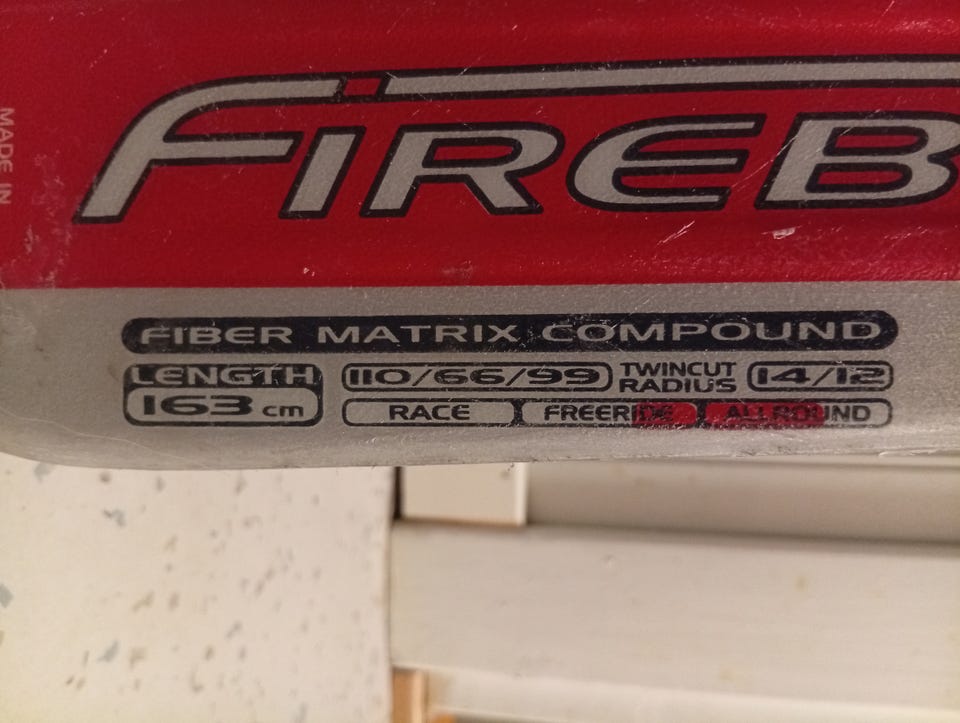 MADE IN
FIREB
FIBER MATRIX COMPOUND
LENGTH
163 cm
110/66/99
TWINCUT
RADIUS
14/12
RACE FREERIDE ALLROUND